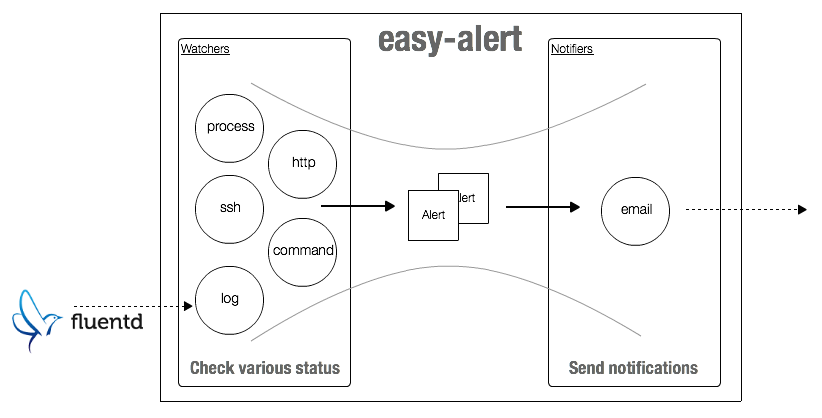 easy-alert
Watchers
Notifiers
process
http
ssh
command
log
Alert
lert
email
fluentd
Check various status
Send notifications